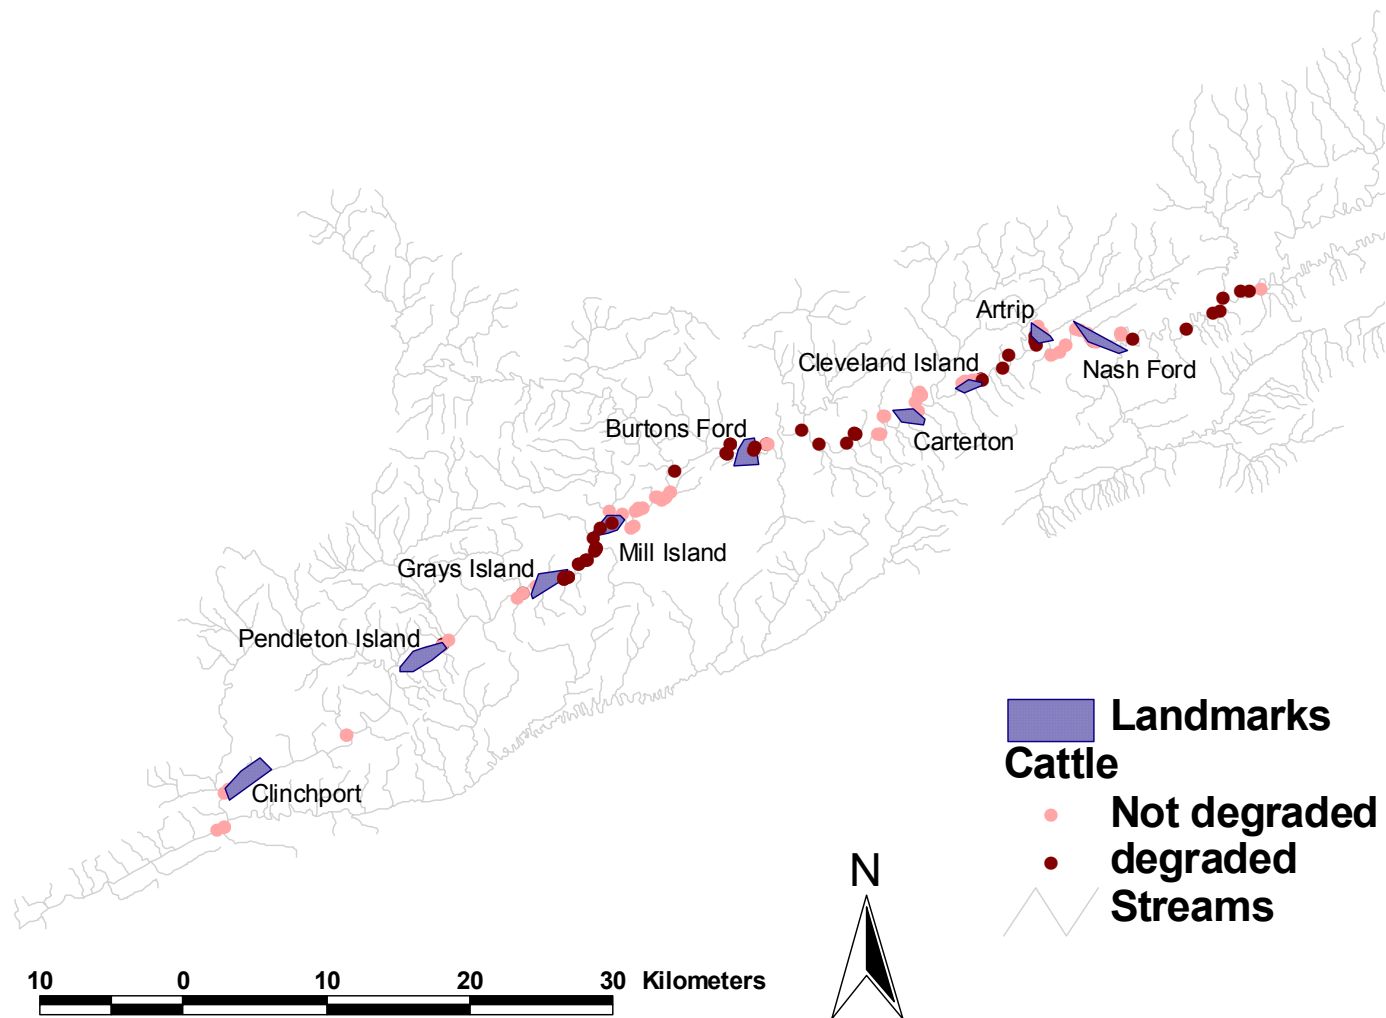 Artrip
Cleveland Island
Nash Ford
Burtons Ford
Carterton
Mill Island
Grays Island
Pendleton Island
Clinchport
Landmarks
Cattle
Not degraded
degraded
Streams
N
10 0 10 20 30 Kilometers